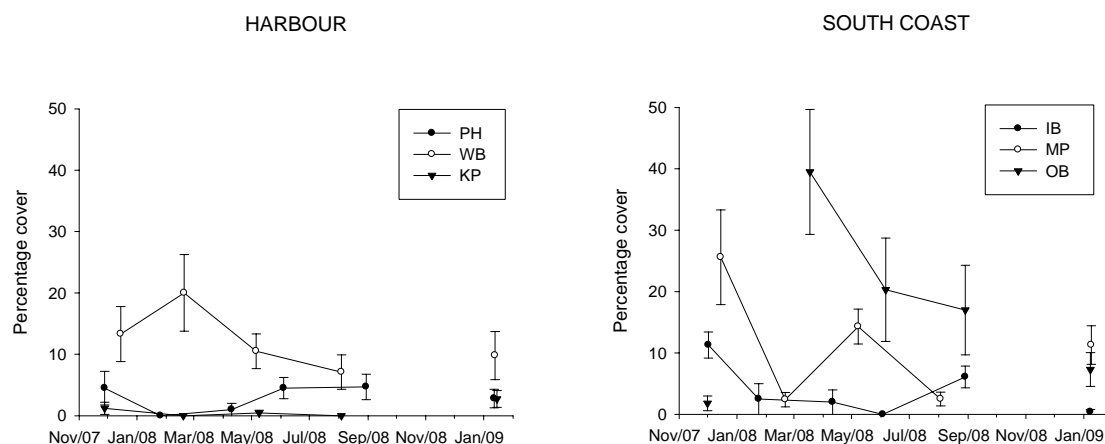 HARBOUR
50
40
30
20
10
0
Percentage cover
PH
WB
KP
Nov/07 Jan/08 Mar/08 May/08 Jul/08 Sep/08 Nov/08 Jan/09
SOUTH COAST
50
40
30
20
10
0
Percentage cover
IB
MP
OB
Nov/07 Jan/08 Mar/08 May/08 Jul/08 Sep/08 Nov/08 Jan/09